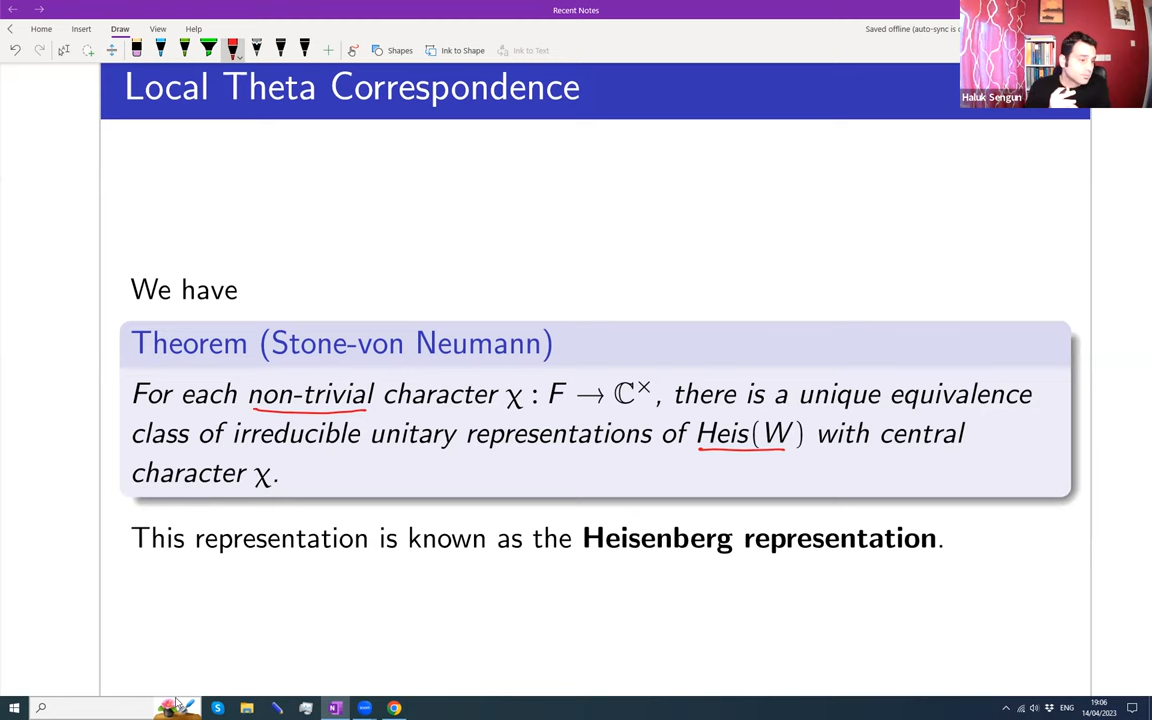 Recent Notes
Home Insert Draw View Help
Saved offline (auto-sync is o
Shapes Ink to Shape Ink to Text
Haluk Sengun
Local Theta Correspondence
We have
Theorem (Stone-von Neumann)
For each non-trivial character χ : F → ℂ×, there is a unique equivalence
class of irreducible unitary representations of Heis(W) with central
character χ.
This representation is known as the Heisenberg representation.
ENG
19:06
14/04/2023